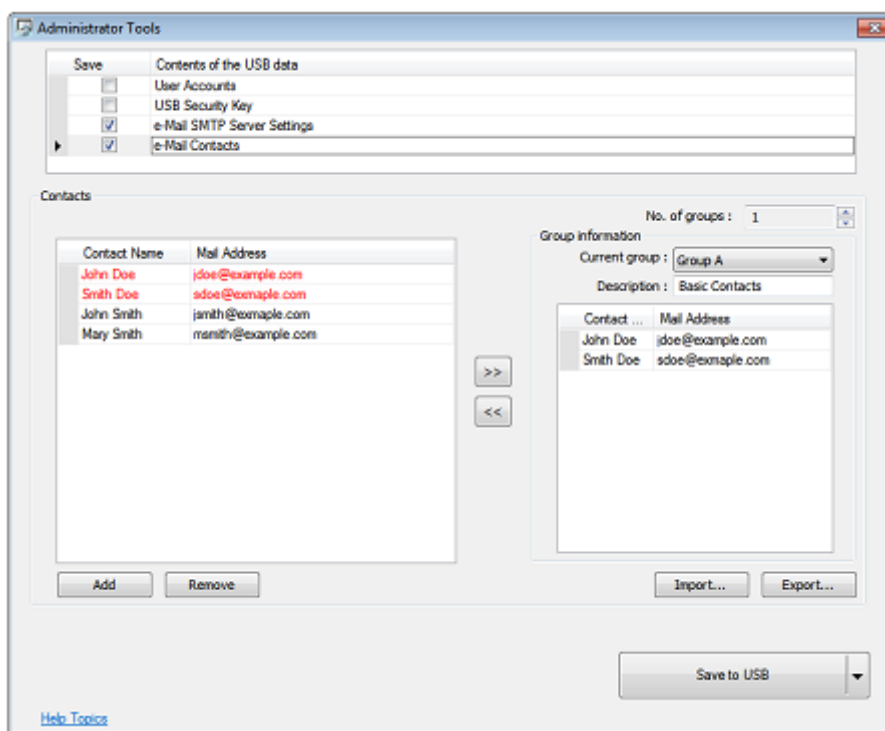 Administrator Tools
Save Contents of the USB data
User Accounts
USB Security Key
e-Mail SMTP Server Settings
e-Mail Contacts
Contacts
No. of groups : 1
Group information
Current group : Group A
Description : Basic Contacts
Contact Name Mail Address
John Doe jdoe@example.com
Smith Doe sdoe@exmaple.com
John Smith jsmith@exmaple.com
Mary Smith msmith@example.com
>>
<<
Contact ... Mail Address
John Doe jdoe@example.com
Smith Doe sdoe@exmaple.com
Add Remove
Import... Export...
Save to USB
Help Topics